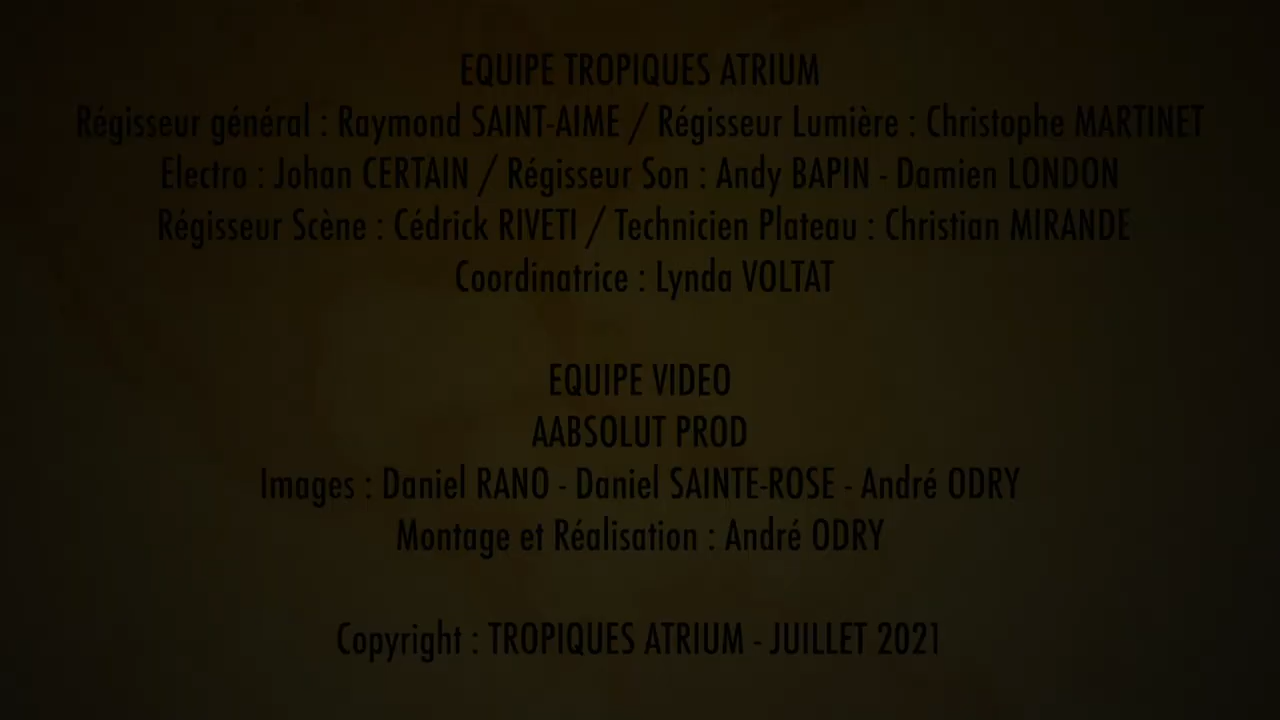 EQUIPE TROPIQUES ATRIUM
Régisseur général : Raymond SAINT-AIME / Régisseur Lumière : Christophe MARTINET
Electro : Johan CERTAIN / Régisseur Son : Andy BAPIN - Damien LONDON
Régisseur Scène : Cédrick RIVETI / Technicien Plateau : Christian MIRANDE
Coordinatrice : Lynda VOLTAT
EQUIPE VIDEO
AABSOLUT PROD
Images : Daniel RANO - Daniel SAINTE-ROSE - André ODRY
Montage et Réalisation : André ODRY
Copyright : TROPIQUES ATRIUM - JUILLET 2021